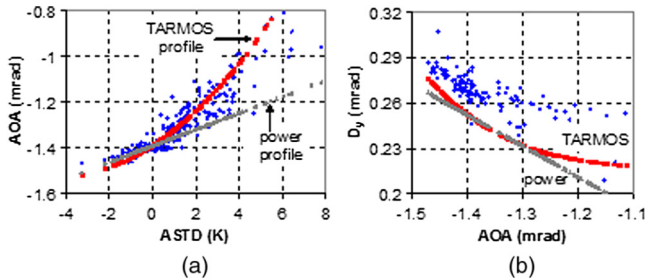 -0.8
-1
-1.2
-1.4
-1.6
AOA (mrad)
TARMOS
profile
power
profile
-4 -2 0 2 4 6 8
ASTD (K)
(a)
0.32
0.29
0.26
0.23
0.2
Dy (mrad)
TARMOS
power
-1.5 -1.4 -1.3 -1.2 -1.1
AOA (mrad)
(b)